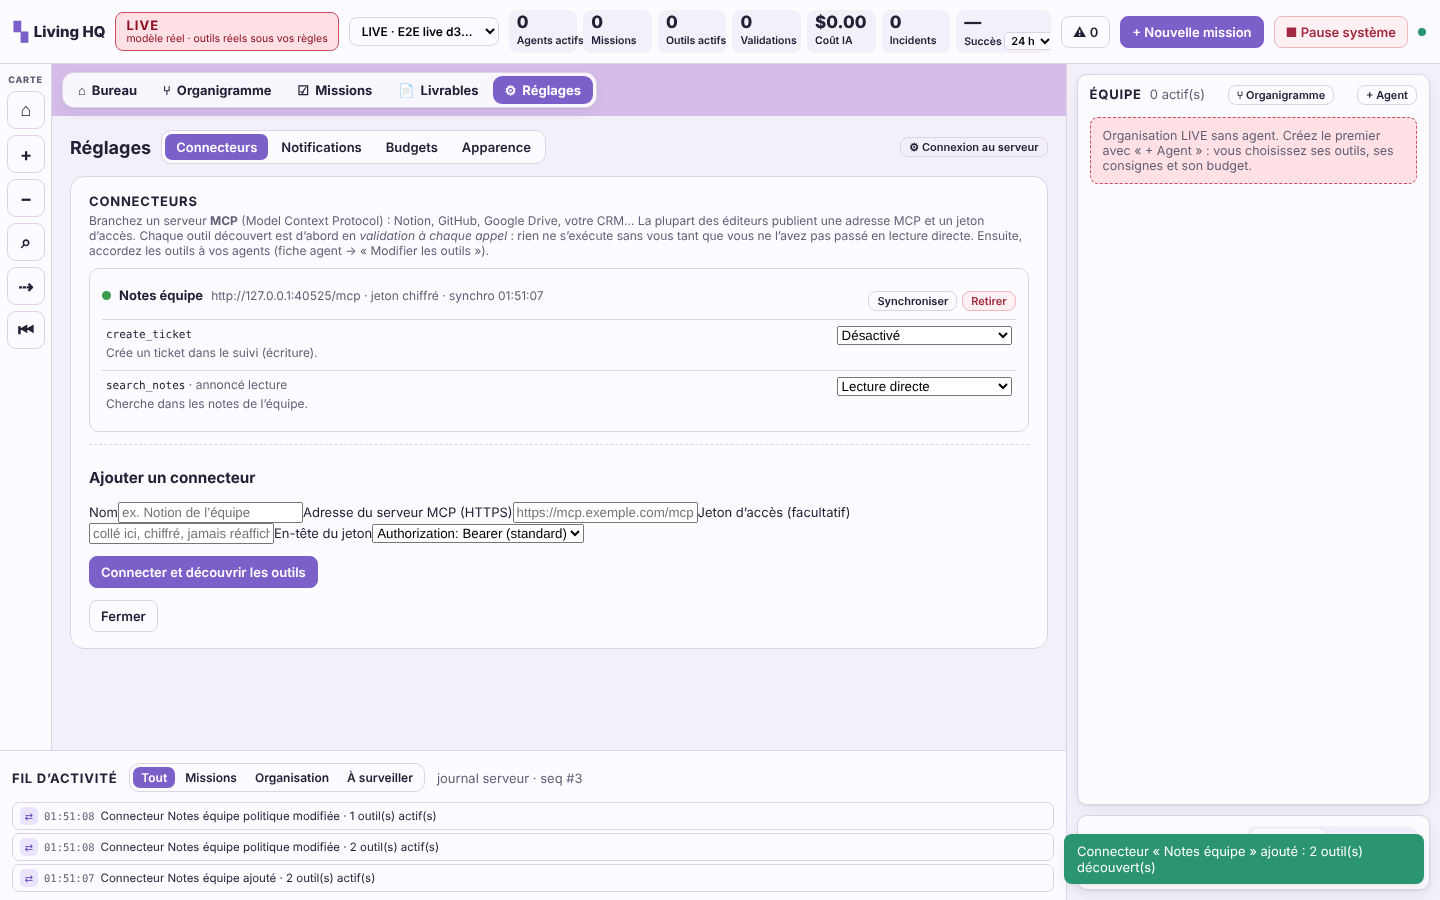 Living HQ
LIVE
modèle réel · outils réels sous vos règles
LIVE · E2E live d3...
0
Agents actifs
0
Missions
0
Outils actifs
0
Validations
$0.00
Coût IA
0
Incidents
—
Succès 24 h
▲ 0
+ Nouvelle mission
■ Pause système
CARTE
Bureau
Organigramme
Missions
Livrables
Réglages
Réglages
Connecteurs
Notifications
Budgets
Apparence
Connexion au serveur
CONNECTEURS
Branchez un serveur MCP (Model Context Protocol) : Notion, GitHub, Google Drive, votre CRM… La plupart des éditeurs publient une adresse MCP et un jeton
d’accès. Chaque outil découvert est d’abord en validation à chaque appel : rien ne s’exécute sans vous tant que vous ne l’avez pas passé en lecture directe. Ensuite,
accordez les outils à vos agents (fiche agent → « Modifier les outils »).
Notes équipe http://127.0.0.1:40525/mcp · jeton chiffré · synchro 01:51:07
Synchroniser
Retirer
create_ticket
Crée un ticket dans le suivi (écriture).
Désactivé
search_notes · annoncé lecture
Cherche dans les notes de l’équipe.
Lecture directe
Ajouter un connecteur
Nom ex. Notion de l’équipe Adresse du serveur MCP (HTTPS) https://mcp.exemple.com/mcp Jeton d’accès (facultatif)
collé ici, chiffré, jamais réaffich En-tête du jeton Authorization: Bearer (standard)
Connecter et découvrir les outils
Fermer
ÉQUIPE 0 actif(s)
Organigramme
+ Agent
Organisation LIVE sans agent. Créez le premier
avec « + Agent » : vous choisissez ses outils, ses
consignes et son budget.
FIL D’ACTIVITÉ
Tout
Missions
Organisation
À surveiller
journal serveur · seq #3
01:51:08 Connecteur Notes équipe politique modifiée · 1 outil(s) actif(s)
01:51:08 Connecteur Notes équipe politique modifiée · 2 outil(s) actif(s)
01:51:07 Connecteur Notes équipe ajouté · 2 outil(s) actif(s)
Connecteur « Notes équipe » ajouté : 2 outil(s)
découvert(s)